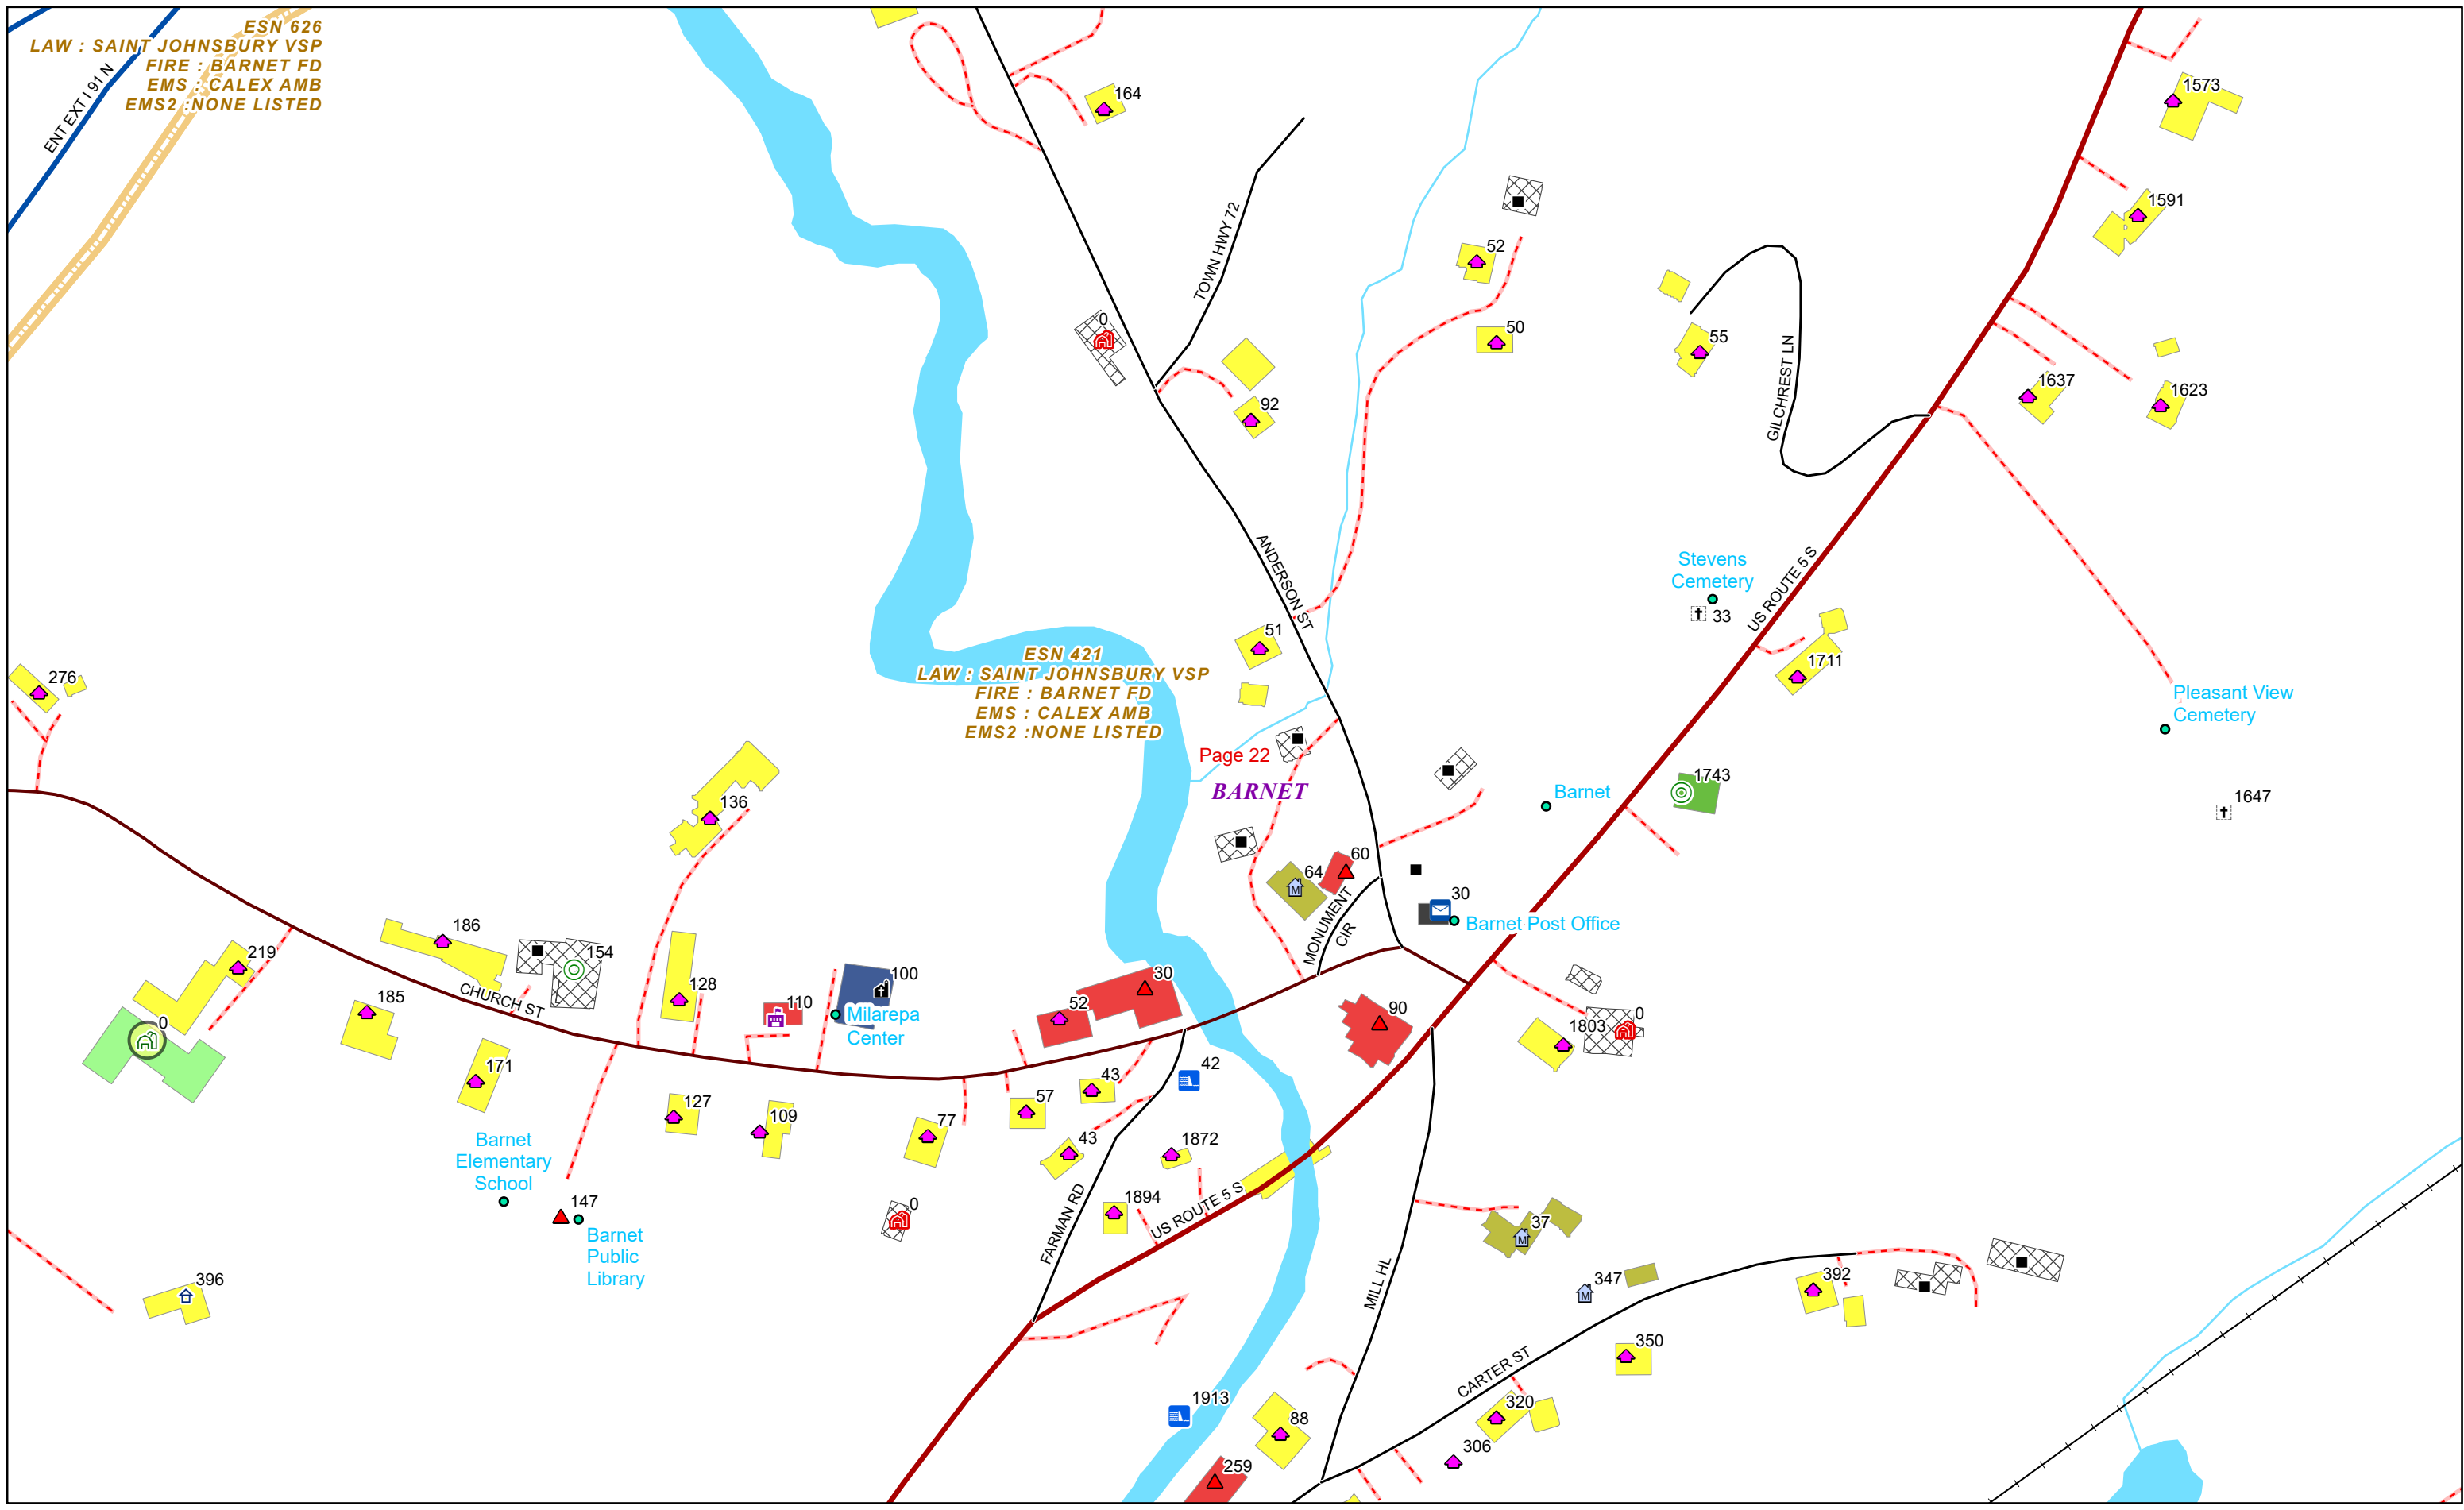 ESN 626
LAW : SAINT JOHNSBURY VSP
FIRE : BARNET FD
EMS : CALEX AMB
EMS2 :NONE LISTED
ENT EXT I 91 N
164
1573
1591
TOWN HWY 72
52
50
55
GILCHREST LN
0
92
1637
1623
ANDERSON ST
Stevens
Cemetery
33
US ROUTE 5 S
51
1711
ESN 421
LAW : SAINT JOHNSBURY VSP
FIRE : BARNET FD
EMS : CALEX AMB
EMS2 :NONE LISTED
276
Pleasant View
Cemetery
Page 22
BARNET
Barnet
1743
1647
136
64
60
MONUMENT
CIR
30
Barnet Post Office
186
154
219
185
CHURCH ST
128
110
100
Milarepa
Center
52
30
90
0
1803
0
171
127
109
77
57
43
43
42
1872
1894
Barnet
Elementary
School
147
Barnet
Public
Library
0
FARMAN RD
US ROUTE 5 S
MILL HL
37
347
392
396
350
CARTER ST
320
306
1913
88
259